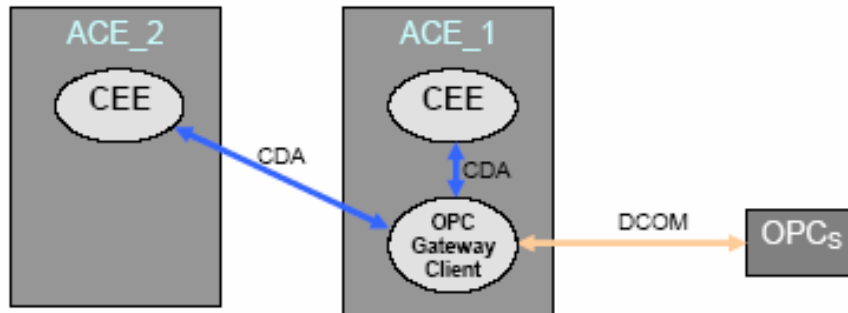 ACE_2
ACE_1
CEE
CEE
CDA
CDA
OPC
Gateway
Client
DCOM
OPCs